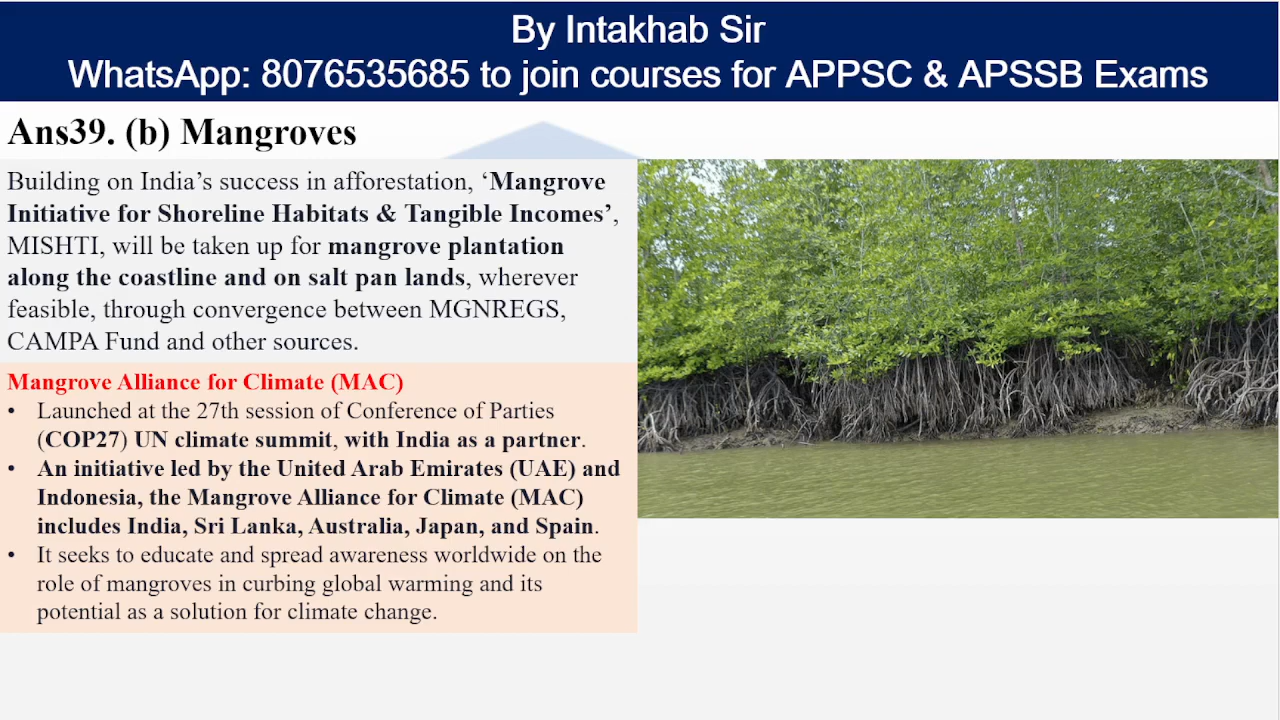 By Intakhab Sir
WhatsApp: 8076535685 to join courses for APPSC & APSSB Exams
Ans39. (b) Mangroves
Building on India's success in afforestation, ‘Mangrove
Initiative for Shoreline Habitats & Tangible Incomes’,
MISHTI, will be taken up for mangrove plantation
along the coastline and on salt pan lands, wherever
feasible, through convergence between MGNREGS,
CAMPA Fund and other sources.
Mangrove Alliance for Climate (MAC)
• Launched at the 27th session of Conference of Parties
(COP27) UN climate summit, with India as a partner.
• An initiative led by the United Arab Emirates (UAE) and
Indonesia, the Mangrove Alliance for Climate (MAC)
includes India, Sri Lanka, Australia, Japan, and Spain.
• It seeks to educate and spread awareness worldwide on the
role of mangroves in curbing global warming and its
potential as a solution for climate change.